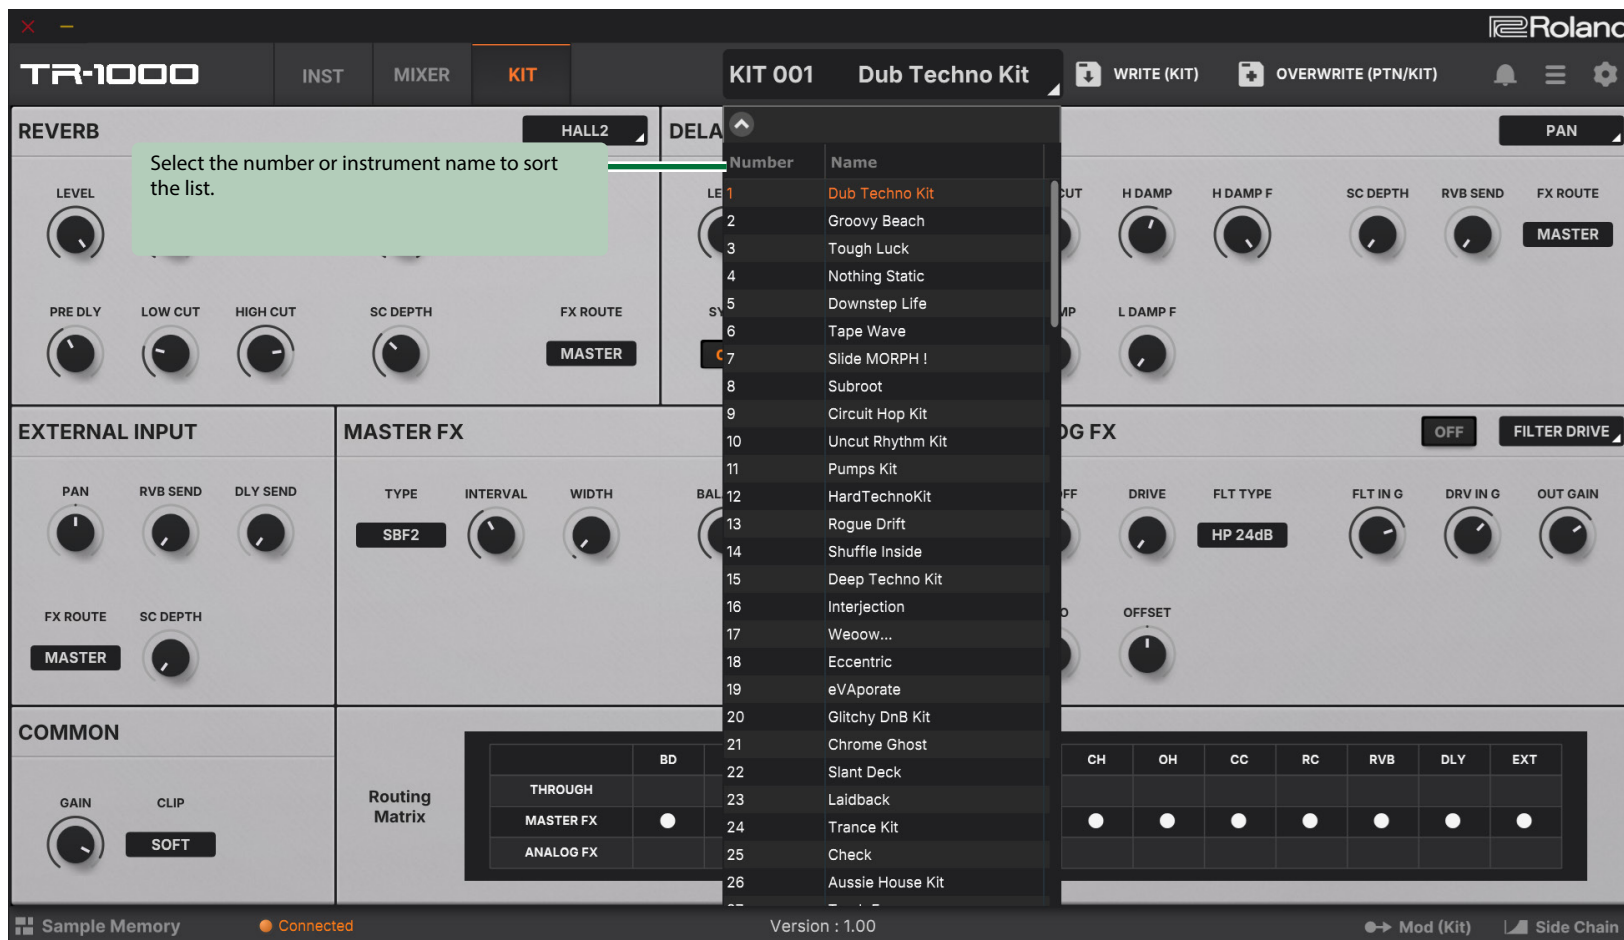 Roland
TR-1000
INST
MIXER
KIT
KIT 001
Dub Techno Kit
WRITE (KIT)
OVERWRITE (PTN/KIT)
REVERB
HALL2
DELA
PAN
Select the number or instrument name to sort
the list.
Number
Name
LEVEL
LE
CUT
H DAMP
H DAMP F
SC DEPTH
RVB SEND
FX ROUTE
MASTER
PRE DLY
LOW CUT
HIGH CUT
SC DEPTH
FX ROUTE
MASTER
SY
MP
L DAMP F
1 Dub Techno Kit
2 Groovy Beach
3 Tough Luck
4 Nothing Static
5 Downstep Life
6 Tape Wave
7 Slide MORPH !
8 Subroot
9 Circuit Hop Kit
10 Uncut Rhythm Kit
11 Pumps Kit
12 HardTechnoKit
13 Rogue Drift
14 Shuffle Inside
15 Deep Techno Kit
16 Interjection
17 Weoow...
18 Eccentric
19 eVAporate
20 Glitchy DnB Kit
21 Chrome Ghost
22 Slant Deck
23 Laidback
24 Trance Kit
25 Check
26 Aussie House Kit
EXTERNAL INPUT
PAN
RVB SEND
DLY SEND
FX ROUTE
SC DEPTH
MASTER
MASTER FX
TYPE
INTERVAL
WIDTH
BAL
SBF2
OG FX
OFF
FILTER DRIVE
FF
DRIVE
FLT TYPE
FLT IN G
DRV IN G
OUT GAIN
HP 24dB
O
OFFSET
COMMON
GAIN
CLIP
SOFT
Routing
Matrix
BD
CH
OH
CC
RC
RVB
DLY
EXT
THROUGH
MASTER FX
ANALOG FX
Sample Memory
Connected
Version : 1.00
Mod (Kit)
Side Chain